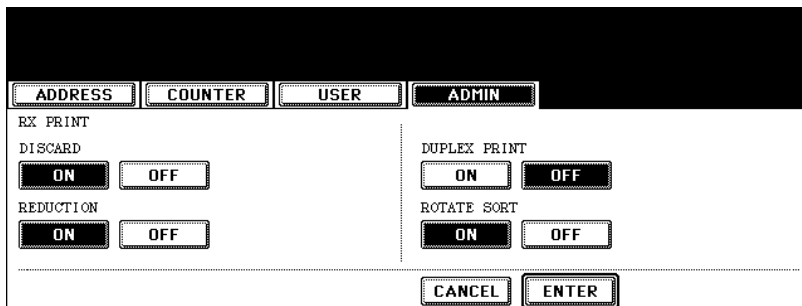 ADDRESS COUNTER USER ADMIN
RX PRINT
DISCARD DUPLEX PRINT
ON OFF ON OFF
REDUCTION ROTATE SORT
ON OFF ON OFF
CANCEL ENTER